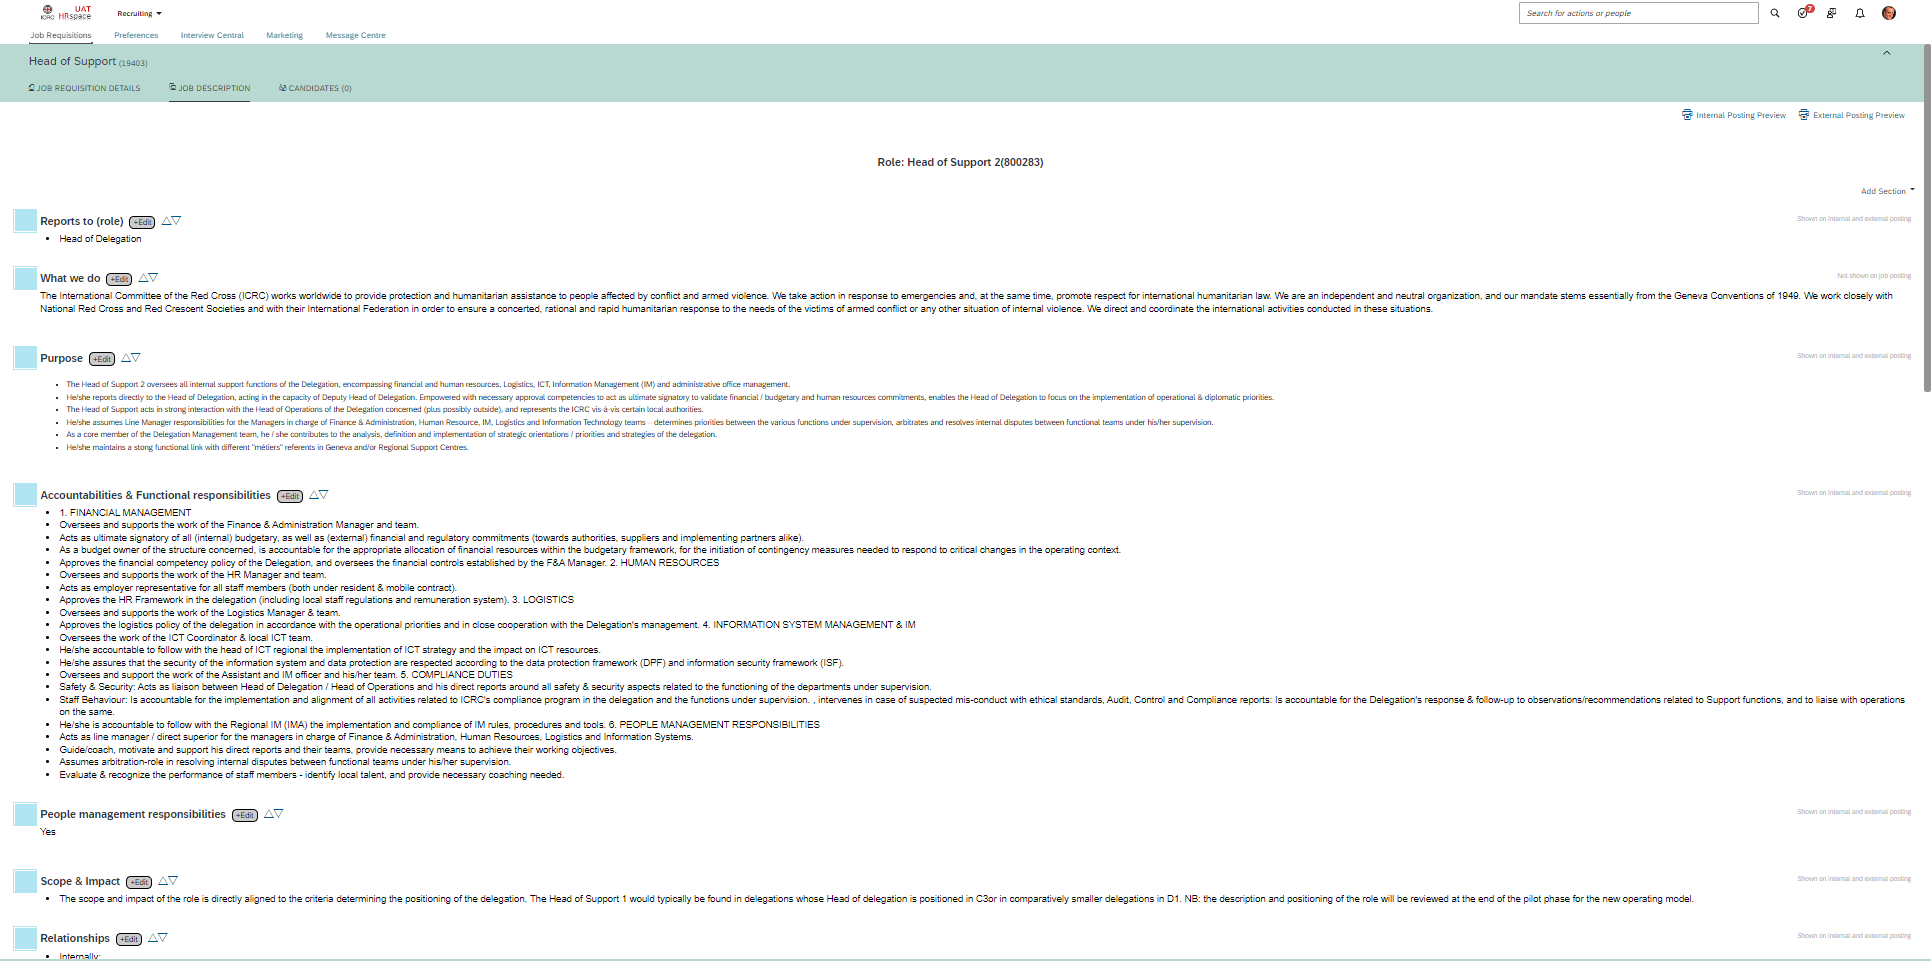 ICRC
UAT
HRspace
Recruiting
Search for actions or people
7
Job Requisitions
Preferences
Interview Central
Marketing
Message Centre
Head of Support (19403)
JOB REQUISITION DETAILS
JOB DESCRIPTION
CANDIDATES (0)
Internal Posting Preview
External Posting Preview
Role: Head of Support 2(800283)
Add Section
Reports to (role) +Edit
Shown on internal and external posting
• Head of Delegation
What we do +Edit
Not shown on job posting
The International Committee of the Red Cross (ICRC) works worldwide to provide protection and humanitarian assistance to people affected by conflict and armed violence. We take action in response to emergencies and, at the same time, promote respect for international humanitarian law. We are an independent and neutral organization, and our mandate stems essentially from the Geneva Conventions of 1949. We work closely with
National Red Cross and Red Crescent Societies and with their International Federation in order to ensure a concerted, rational and rapid humanitarian response to the needs of the victims of armed conflict or any other situation of internal violence. We direct and coordinate the international activities conducted in these situations.
Purpose +Edit
Shown on internal and external posting
• The Head of Support 2 oversees all internal support functions of the Delegation, encompassing financial and human resources, Logistics, ICT, Information Management (IM) and administrative office management.
• He/she reports directly to the Head of Delegation, acting in the capacity of Deputy Head of Delegation. Empowered with necessary approval competencies to act as ultimate signatory to validate financial / budgetary and human resources commitments, enables the Head of Delegation to focus on the implementation of operational & diplomatic priorities.
• The Head of Support acts in strong interaction with the Head of Operations of the Delegation concerned (plus possibly outside), and represents the ICRC vis-à-vis certain local authorities.
• He/she assumes Line Manager responsibilities for the Managers in charge of Finance & Administration, Human Resource, IM, Logistics and Information Technology teams – determines priorities between the various functions under supervision, arbitrates and resolves internal disputes between functional teams under his/her supervision.
• As a core member of the Delegation Management team, he / she contributes to the analysis, definition and implementation of strategic orientations / priorities and strategies of the delegation.
• He/she maintains a stong functional link with different "métiers" referents in Geneva and/or Regional Support Centres.
Accountabilities & Functional responsibilities +Edit
Shown on internal and external posting
• 1. FINANCIAL MANAGEMENT
• Oversees and supports the work of the Finance & Administration Manager and team.
• Acts as ultimate signatory of all (internal) budgetary, as well as (external) financial and regulatory commitments (towards authorities, suppliers and implementing partners alike).
• As a budget owner of the structure concerned, is accountable for the appropriate allocation of financial resources within the budgetary framework, for the initiation of contingency measures needed to respond to critical changes in the operating context.
• Approves the financial competency policy of the Delegation, and oversees the financial controls established by the F&A Manager. 2. HUMAN RESOURCES
• Oversees and supports the work of the HR Manager and team.
• Acts as employer representative for all staff members (both under resident & mobile contract).
• Approves the HR Framework in the delegation (including local staff regulations and remuneration system). 3. LOGISTICS
• Oversees and supports the work of the Logistics Manager & team.
• Approves the logistics policy of the delegation in accordance with the operational priorities and in close cooperation with the Delegation's management. 4. INFORMATION SYSTEM MANAGEMENT & IM
• Oversees the work of the ICT Coordinator & local ICT team.
• He/she accountable to follow with the head of ICT regional the implementation of ICT strategy and the impact on ICT resources.
• He/she assures that the security of the information system and data protection are respected according to the data protection framework (DPF) and information security framework (ISF).
• Oversees and support the work of the Assistant and IM officer and his/her team. 5. COMPLIANCE DUTIES
• Safety & Security: Acts as liaison between Head of Delegation / Head of Operations and his direct reports around all safety & security aspects related to the functioning of the departments under supervision.
• Staff Behaviour: Is accountable for the implementation and alignment of all activities related to ICRC's compliance program in the delegation and the functions under supervision. , intervenes in case of suspected mis-conduct with ethical standards, Audit, Control and Compliance reports: Is accountable for the Delegation's response & follow-up to observations/recommendations related to Support functions, and to liaise with operations
on the same.
• He/she is accountable to follow with the Regional IM (IMA) the implementation and compliance of IM rules, procedures and tools. 6. PEOPLE MANAGEMENT RESPONSIBILITIES
• Acts as line manager / direct superior for the managers in charge of Finance & Administration, Human Resources, Logistics and Information Systems.
• Guide/coach, motivate and support his direct reports and their teams, provide necessary means to achieve their working objectives.
• Assumes arbitration-role in resolving internal disputes between functional teams under his/her supervision.
• Evaluate & recognize the performance of staff members - identify local talent, and provide necessary coaching needed.
People management responsibilities +Edit
Shown on internal and external posting
Yes
Scope & Impact +Edit
Shown on internal and external posting
• The scope and impact of the role is directly aligned to the criteria determining the positioning of the delegation. The Head of Support 1 would typically be found in delegations whose Head of delegation is positioned in C3or in comparatively smaller delegations in D1. NB: the description and positioning of the role will be reviewed at the end of the pilot phase for the new operating model.
Relationships +Edit
Shown on internal and external posting
• Internally: